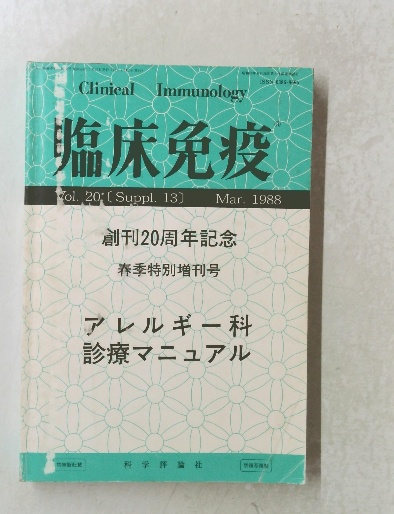 Clinical Immunology
臨床免疫
Vol. 20 [Suppl. 13] Mar. 1988
創刊20周年記念
春季特別増刊号
アレルギー科
診療マニュアル
科学評論社